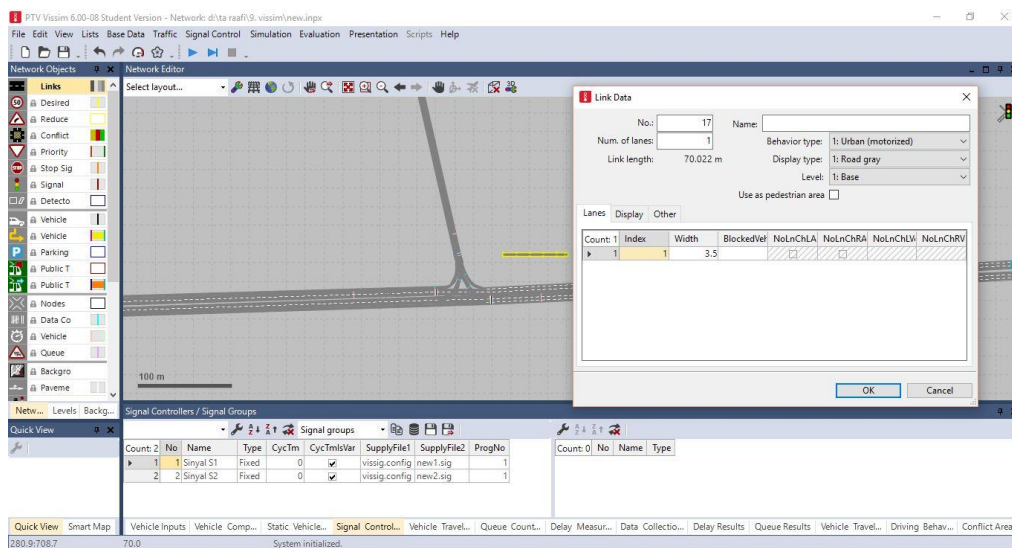 PTV Vissim 6.00-08 Student Version - Network: d:\ta raafi\9. vissim\new.inpx
File Edit View Lists Base Data Traffic Signal Control Simulation Evaluation Presentation Scripts Help
Network Objects
Network Editor
Select layout...
Links
50 Desired
Reduce
Conflict
Priority
STOP Stop Sig
Signal
Detecto
Vehicle
Vehicle
P Parking
Public T
Public T
Nodes
Data Co
Vehicle
Queue
Backgro
Paveme
Netw... Levels Backg...
100 m
Link Data
No.: 17 Name:
Num. of lanes: 1 Behavior type: 1: Urban (motorized)
Link length: 70.022 m Display type: 1: Road gray
Level: 1: Base
Use as pedestrian area
Lanes Display Other
Count: 1 Index Width BlockedVeh NoLnChLA NoLnChRA NoLnChLV NoLnChRV
1 1 3.5
OK Cancel
Quick View
Signal Controllers / Signal Groups
Signal groups
Count: 2 No Name Type CycTm CycTmIsVar SupplyFile1 SupplyFile2 ProgNo
1 1 Sinyal S1 Fixed 0 vissig.config new1.sig 1
2 2 Sinyal S2 Fixed 0 vissig.config new2.sig 1
Count: 0 No Name Type
Quick View Smart Map
Vehicle Inputs Vehicle Comp... Static Vehicle... Signal Control... Vehicle Travel... Queue Count... Delay Measur... Data Collectio... Delay Results Queue Results Vehicle Travel... Driving Behav... Conflict Area
280.9:708.7 70.0 System initialized.